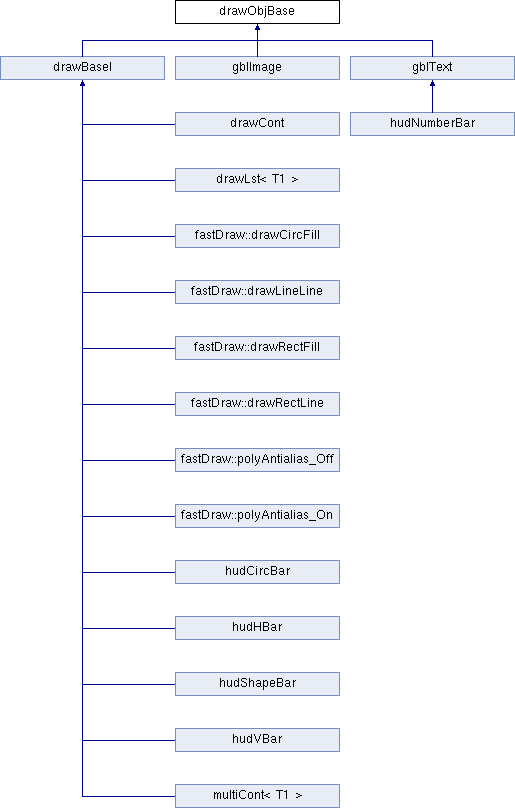 drawObjBase
drawBaseI
gblImage
gblText
drawCont
hudNumberBar
drawLst< T1 >
fastDraw::drawCircFill
fastDraw::drawLineLine
fastDraw::drawRectFill
fastDraw::drawRectLine
fastDraw::polyAntialias_Off
fastDraw::polyAntialias_On
hudCircBar
hudHBar
hudShapeBar
hudVBar
multiCont< T1 >